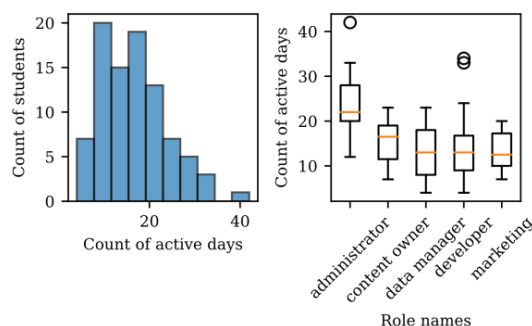 20
15
10
5
0
Count of students
20
40
Count of active days
40
30
20
10
Count of active days
administrator
content owner
data manager
developer
marketing
Role names